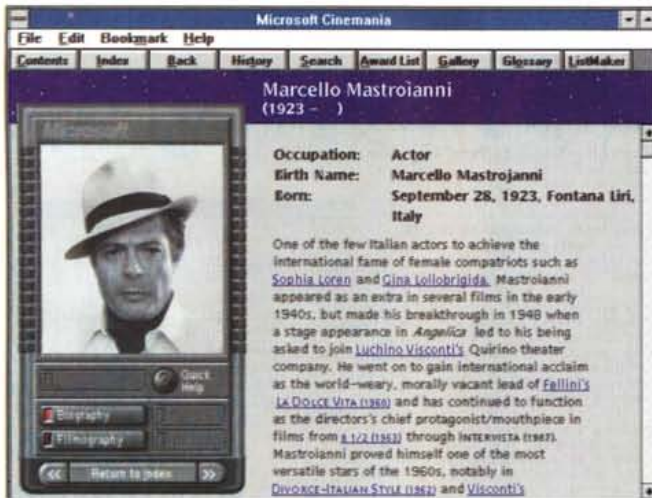 Microsoft Cinemania
File Edit Bookmark Help
Contents Index Back History Search Award List Gallery Glossary ListMaker
Marcello Mastroianni
(1923 – )
Microsoft
Occupation: Actor
Birth Name: Marcello Mastrojanni
Born: September 28, 1923, Fontana Liri,
Italy
One of the few Italian actors to achieve the
international fame of female compatriots such as
Sophia Loren and Gina Lollobrigida. Mastroianni
appeared as an extra in several films in the early
1940s, but made his breakthrough in 1948 when
a stage appearance in Angelica led to his being
asked to join Luchino Visconti's Quirino theater
company. He went on to gain international acclaim
as the world-weary, morally vacant lead of Fellini's
LA DOLCE VITA (1960) and has continued to function
as the directors's chief protagonist/mouthpiece in
films from 8 1/2 (1963) through INTERVISTA (1987).
Mastroianni proved himself one of the most
versatile stars of the 1960s, notably in
DIVORCE-ITALIAN STYLE (1962) and Visconti's
Quick
Help
Biography
Filmography
Return to Index